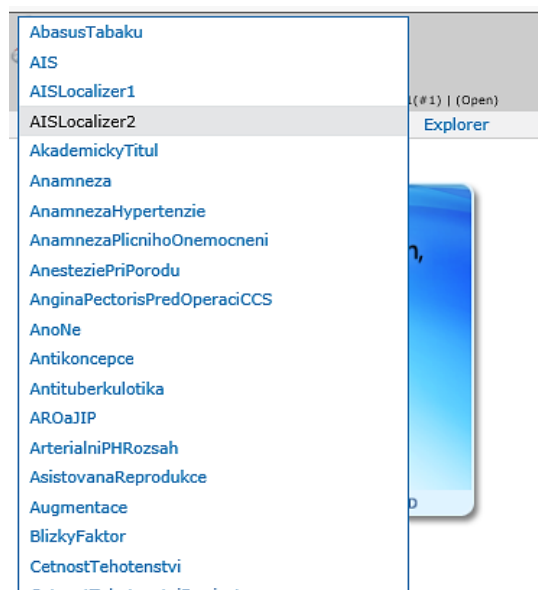 AbasusTabaku
AIS
AISLocalizer1
AISLocalizer2
AkademickyTitul
Anamneza
AnamnezaHypertenzie
AnamnezaPlicnihoOnemocneni
AnesteziePriPorodu
AnginaPectorisPredOperaciCCS
AnoNe
Antikoncepce
Antituberkulotika
AROaJIP
ArterialniPHRozsah
AsistovanaReprodukce
Augmentace
BlizkyFaktor
CetnostTehotenstvi
(#1) | (Open)
Explorer